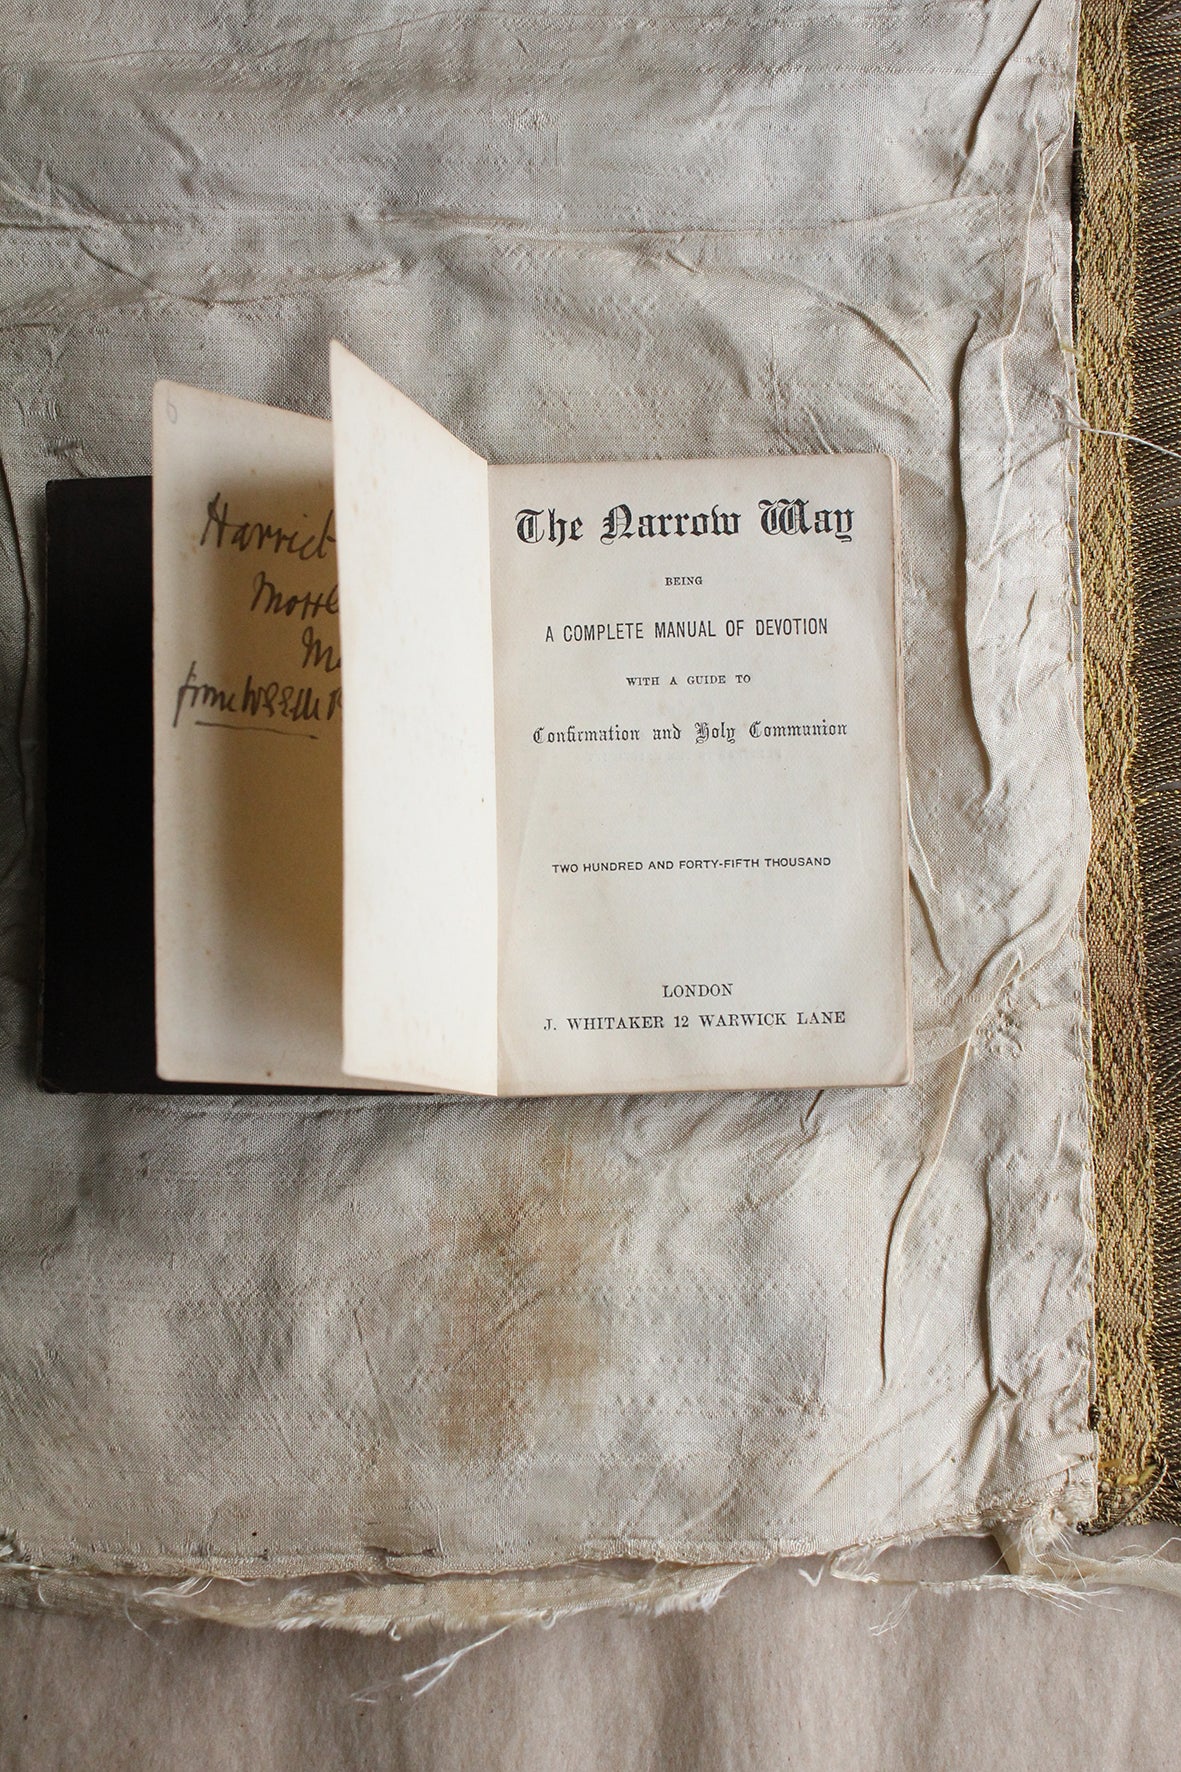 Harriet
The Narrow Way
BEING
A COMPLETE MANUAL OF DEVOTION
WITH A GUIDE TO
Confirmation and Holy Communion
TWO HUNDRED AND FORTY-FIFTH THOUSAND
LONDON
J. WHITAKER 12 WARWICK LANE